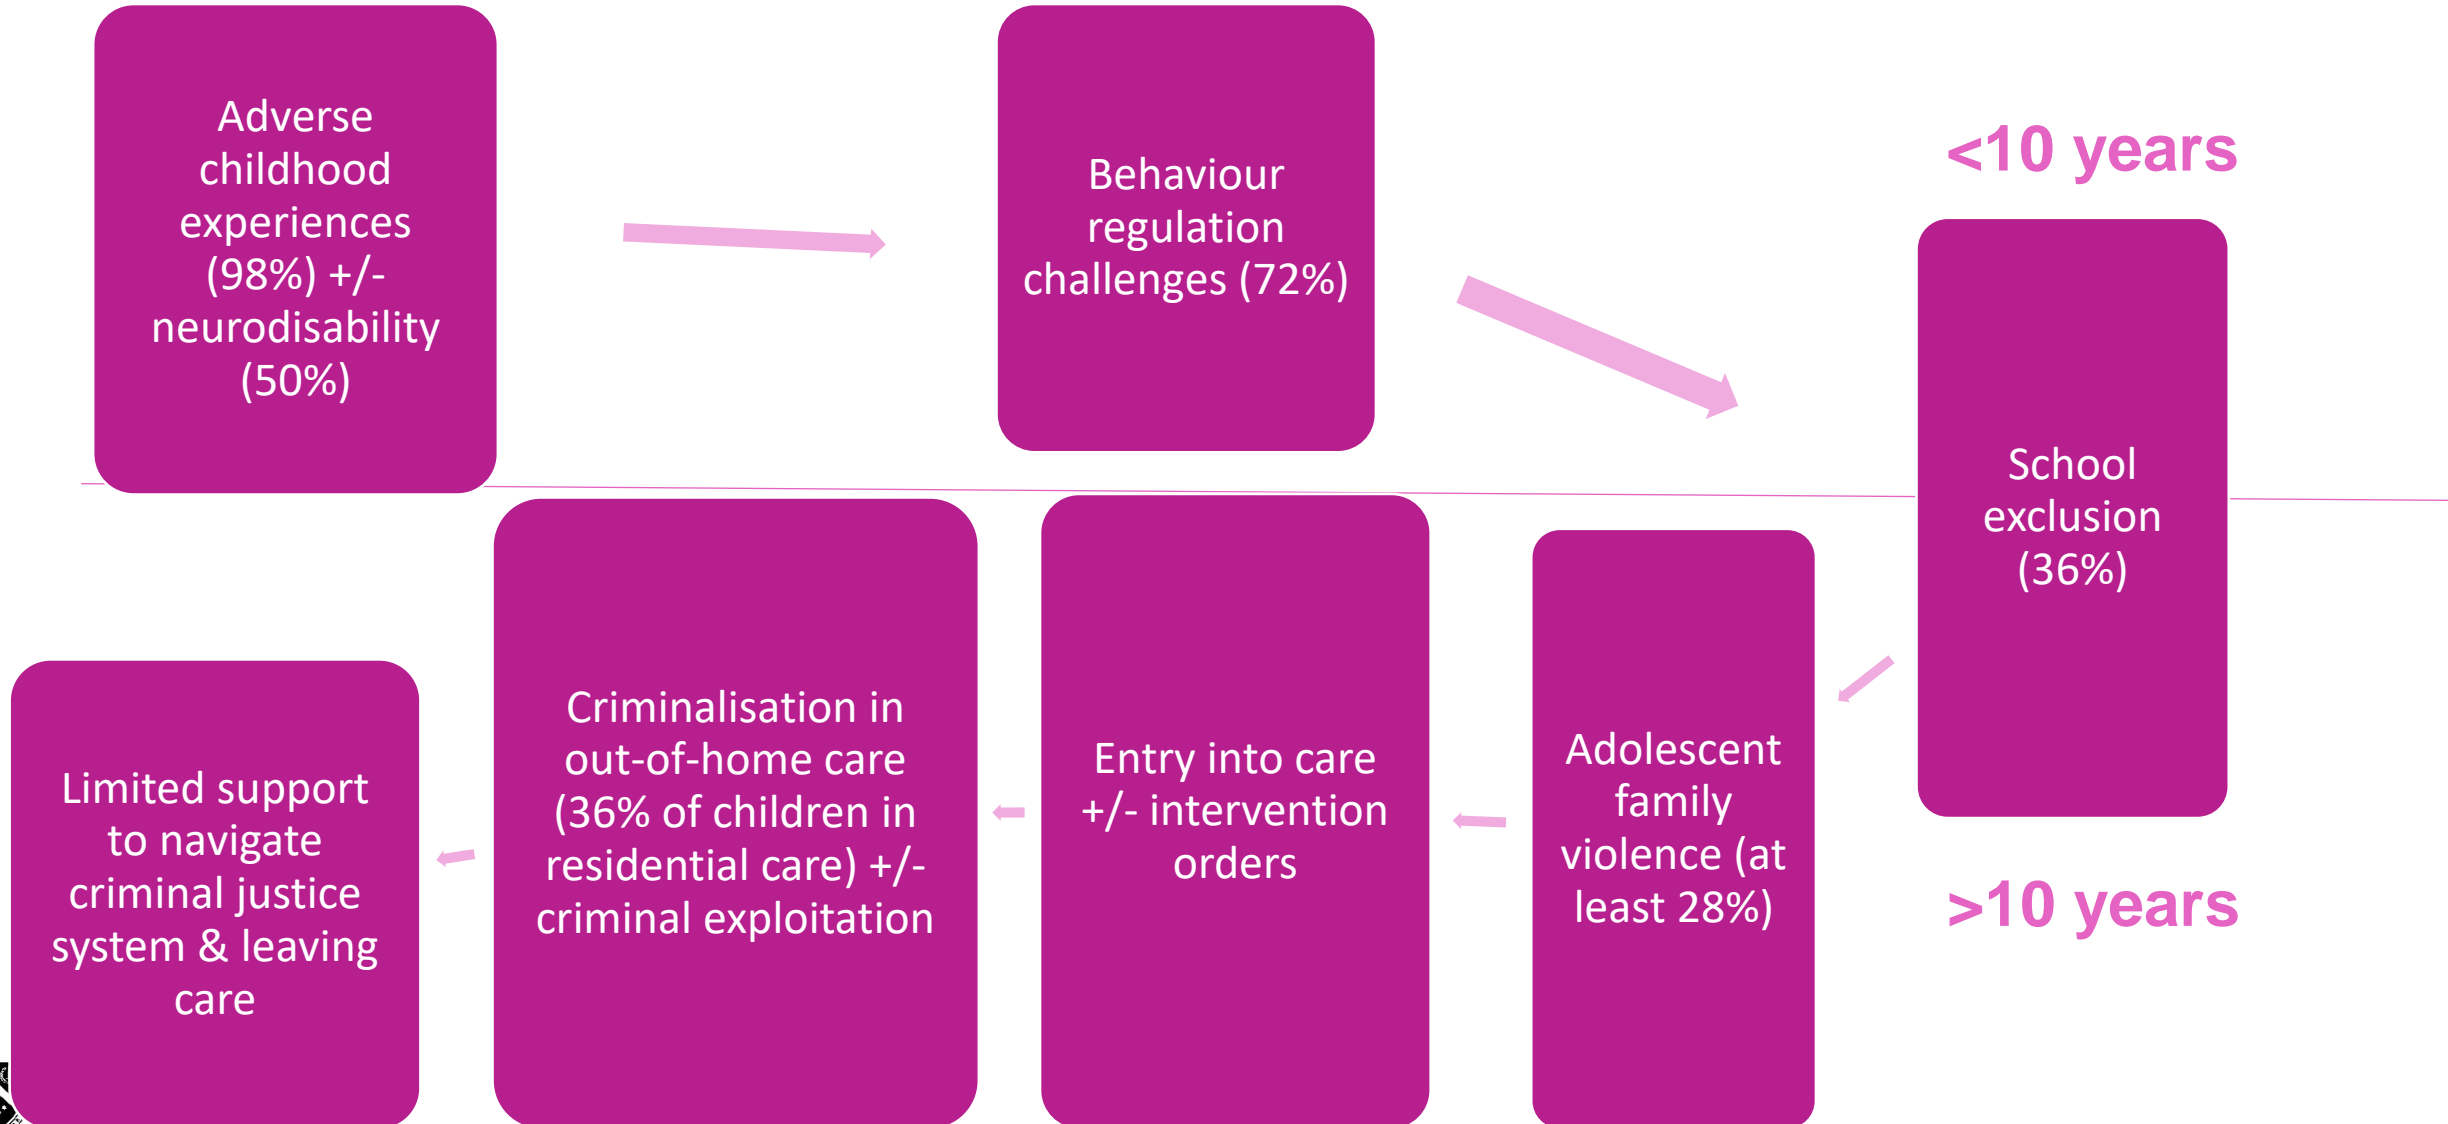 Adverse
childhood
experiences
(98%) +/-
neurodisability
(50%)
Behaviour
regulation
challenges (72%)
<10 years
School
exclusion
(36%)
Adolescent
family
violence (at
least 28%)
>10 years
Entry into care
+/- intervention
orders
Criminalisation in
out-of-home care
(36% of children in
residential care) +/-
criminal exploitation
Limited support
to navigate
criminal justice
system & leaving
care